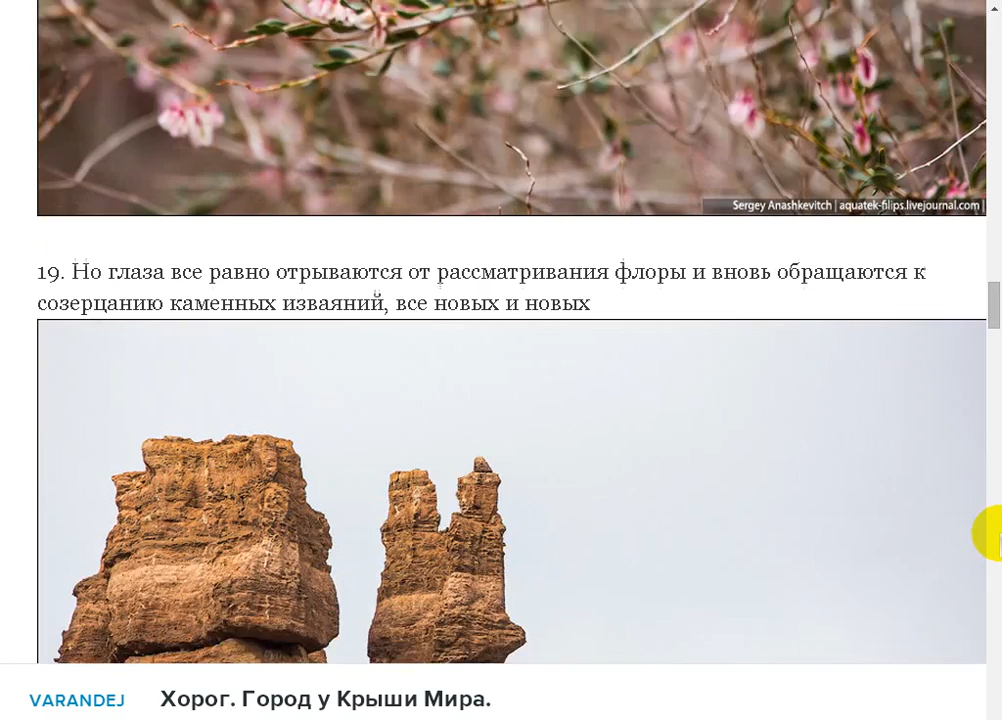 Sergey Anashkevitch | aquatek-filips.livejournal.com |
19. Но глаза все равно отрываются от рассматривания флоры и вновь обращаются к
созерцанию каменных изваяний, все новых и новых
VARANDEJ Хорог. Город у Крыши Мира.